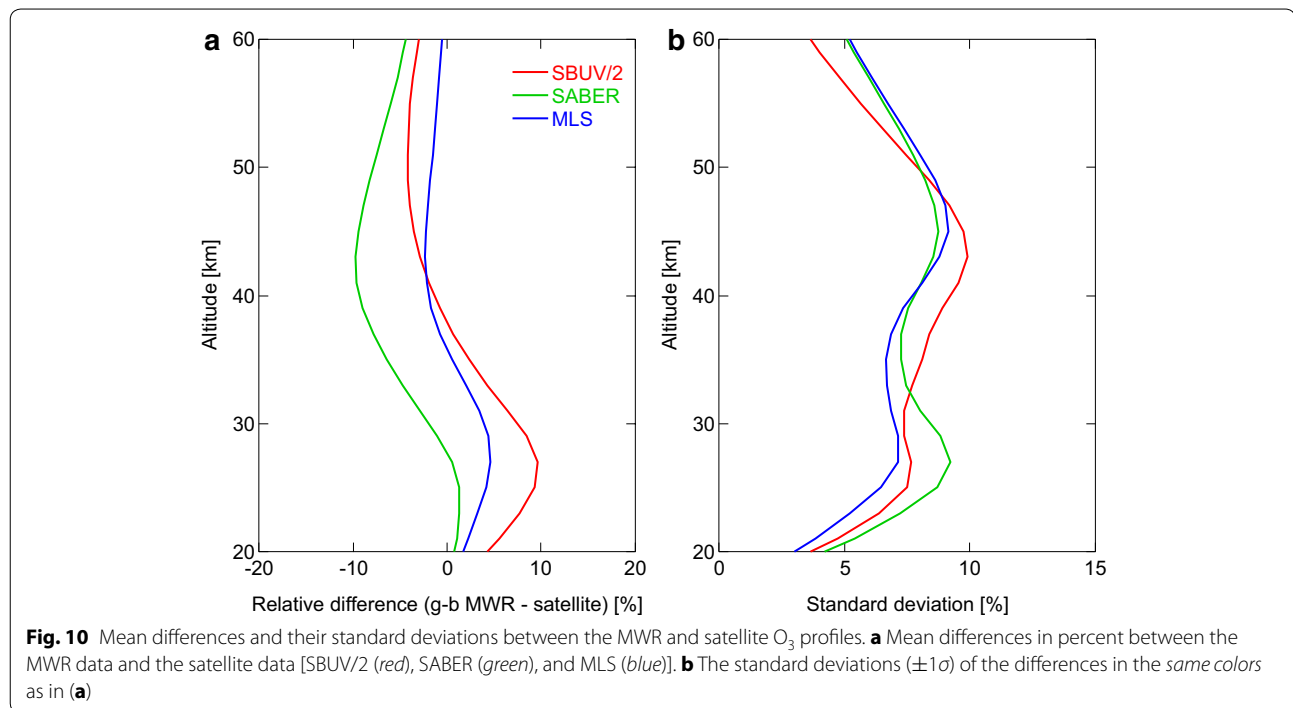 a
b
60
50
40
30
20
Altitude [km]
-20 -10 0 10 20
Relative difference (g-b MWR - satellite) [%]
SBUV/2
SABER
MLS
60
50
40
30
20
Altitude [km]
0 5 10 15
Standard deviation [%]
Fig. 10 Mean differences and their standard deviations between the MWR and satellite O₃ profiles. a Mean differences in percent between the
MWR data and the satellite data [SBUV/2 (red), SABER (green), and MLS (blue)]. b The standard deviations (±1σ) of the differences in the same colors
as in (a)